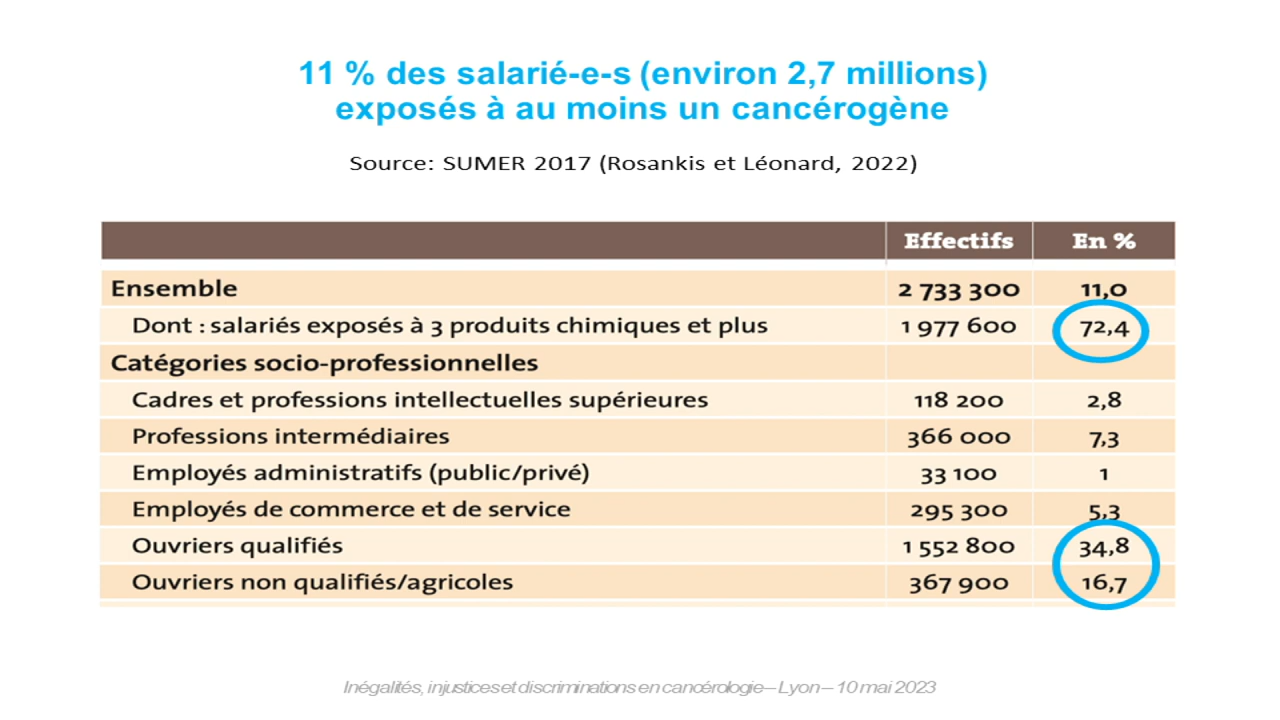 11 % des salarié-e-s (environ 2,7 millions)
exposés à au moins un cancérogène
Source: SUMER 2017 (Rosankis et Léonard, 2022)
Effectifs En %
Ensemble 2 733 300 11,0
Dont : salariés exposés à 3 produits chimiques et plus 1 977 600 72,4
Catégories socio-professionnelles
Cadres et professions intellectuelles supérieures 118 200 2,8
Professions intermédiaires 366 000 7,3
Employés administratifs (public/privé) 33 100 1
Employés de commerce et de service 295 300 5,3
Ouvriers qualifiés 1 552 800 34,8
Ouvriers non qualifiés/agricoles 367 900 16,7
Inégalités, injustices et discriminations en cancérologie – Lyon – 10 mai 2023